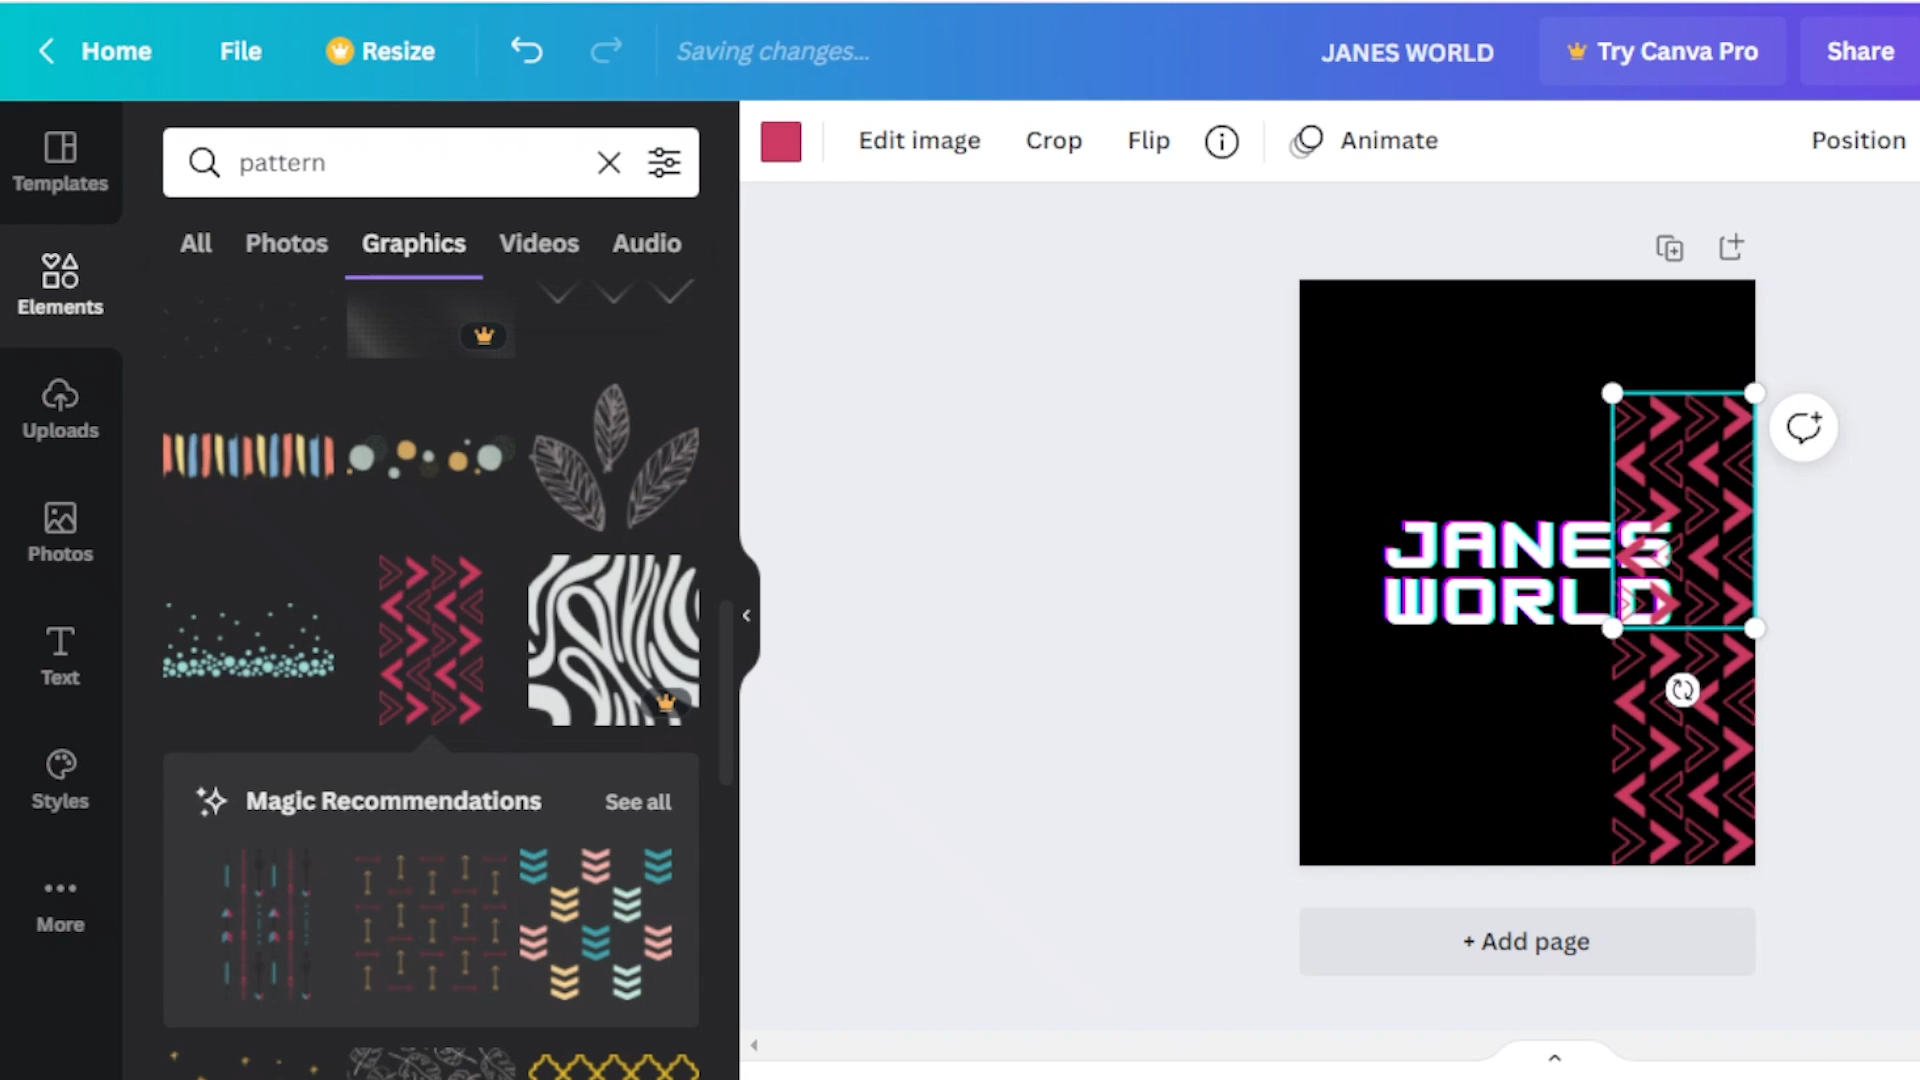 Home File Resize Saving changes... JANES WORLD Try Canva Pro Share
Templates
Elements
Uploads
Photos
Text
Styles
More
pattern
All Photos Graphics Videos Audio
Magic Recommendations See all
Edit image Crop Flip Animate Position
JANES
WORLD
+ Add page